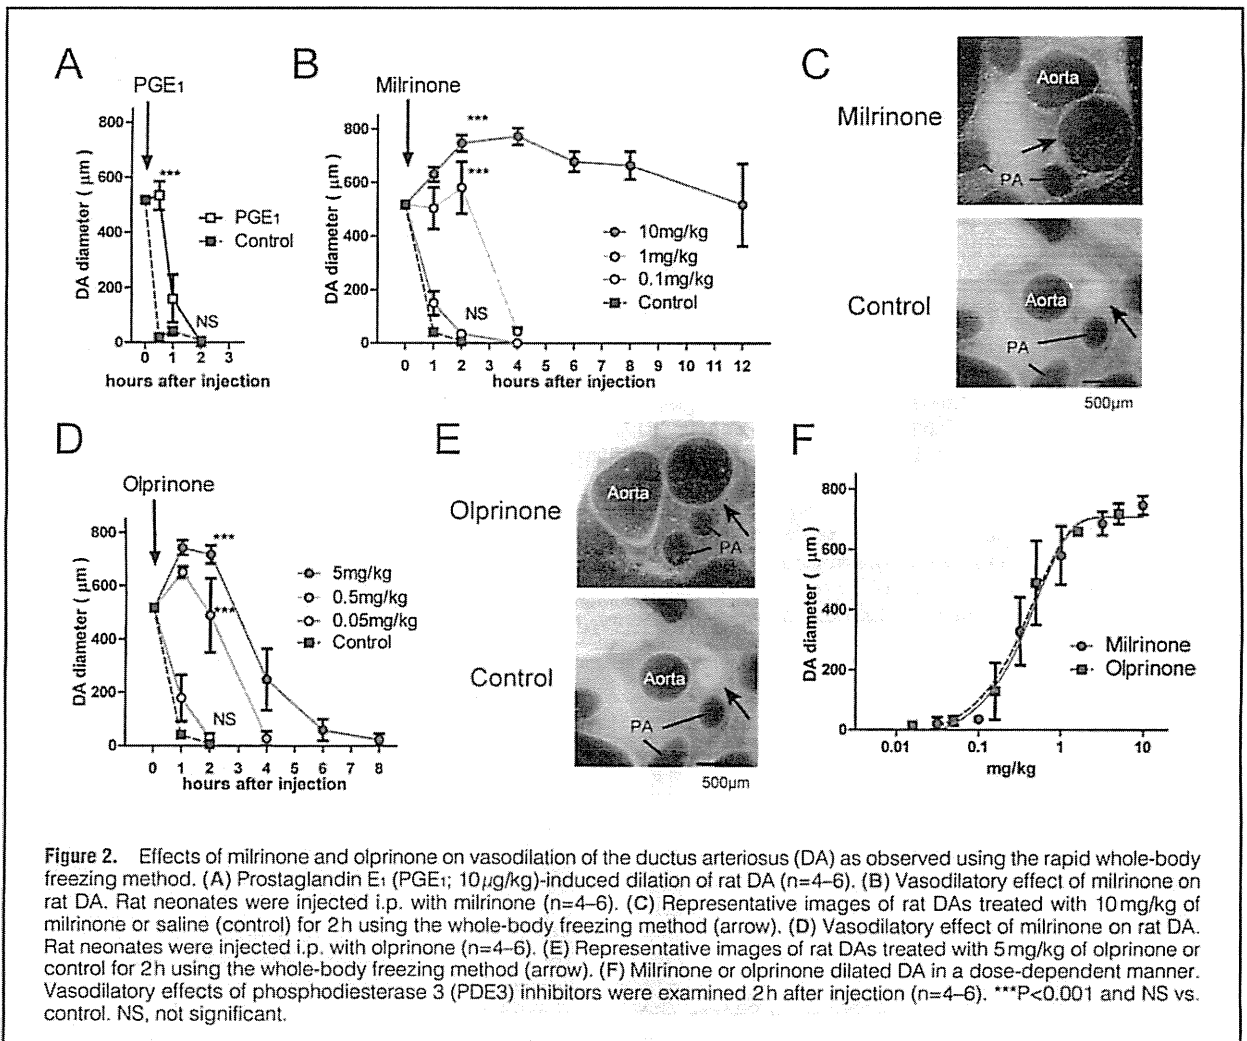 A
PGE1
800
600
400
200
0
DA diameter ( μm )
***
PGE1
Control
NS
0 1 2 3
hours after injection
B
Milrinone
800
600
400
200
0
DA diameter ( μm )
***
***
10mg/kg
1mg/kg
0.1mg/kg
Control
NS
0 1 2 3 4 5 6 7 8 9 10 11 12
hours after injection
C
Milrinone
Aorta
PA
Control
Aorta
PA
500μm
D
Olprinone
800
600
400
200
0
DA diameter ( μm )
***
***
5mg/kg
0.5mg/kg
0.05mg/kg
Control
NS
0 1 2 3 4 5 6 7 8
hours after injection
E
Olprinone
Aorta
PA
Control
Aorta
PA
500μm
F
800
600
400
200
0
DA diameter ( μm )
Milrinone
Olprinone
0.01 0.1 1 10
mg/kg
Figure 2. Effects of milrinone and olprinone on vasodilation of the ductus arteriosus (DA) as observed using the rapid whole-body
freezing method. (A) Prostaglandin E1 (PGE1; 10μg/kg)-induced dilation of rat DA (n=4–6). (B) Vasodilatory effect of milrinone on
rat DA. Rat neonates were injected i.p. with milrinone (n=4–6). (C) Representative images of rat DAs treated with 10mg/kg of
milrinone or saline (control) for 2h using the whole-body freezing method (arrow). (D) Vasodilatory effect of milrinone on rat DA.
Rat neonates were injected i.p. with olprinone (n=4–6). (E) Representative images of rat DAs treated with 5mg/kg of olprinone or
control for 2h using the whole-body freezing method (arrow). (F) Milrinone or olprinone dilated DA in a dose-dependent manner.
Vasodilatory effects of phosphodiesterase 3 (PDE3) inhibitors were examined 2h after injection (n=4–6). ***P<0.001 and NS vs.
control. NS, not significant.